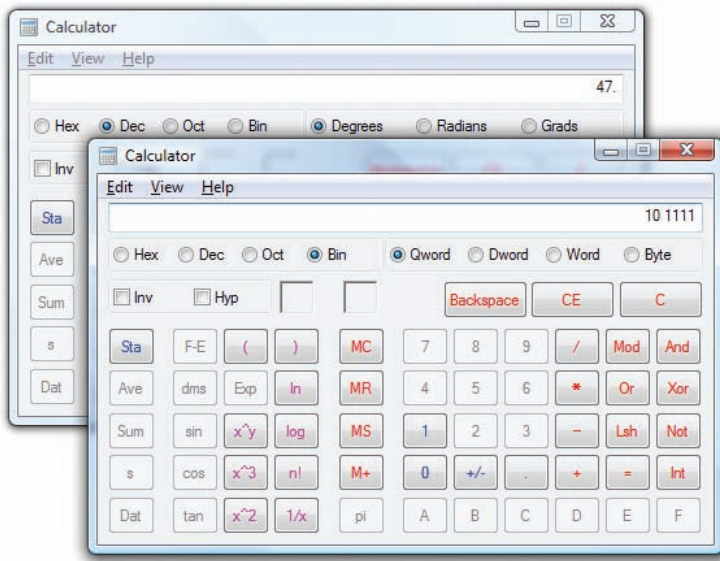 Calculator
Edit View Help
47.
Hex Dec Oct Bin Degrees Radians Grads
Inv
Sta
Ave
Sum
s
Dat
Calculator
Edit View Help
10 1111
Hex Dec Oct Bin Qword Dword Word Byte
Inv Hyp Backspace CE C
Sta F-E ( ) MC 7 8 9 / Mod And
Ave dms Exp ln MR 4 5 6 * Or Xor
Sum sin x^y log MS 1 2 3 - Lsh Not
s cos x^3 n! M+ 0 +/- . + = Int
Dat tan x^2 1/x pi A B C D E F